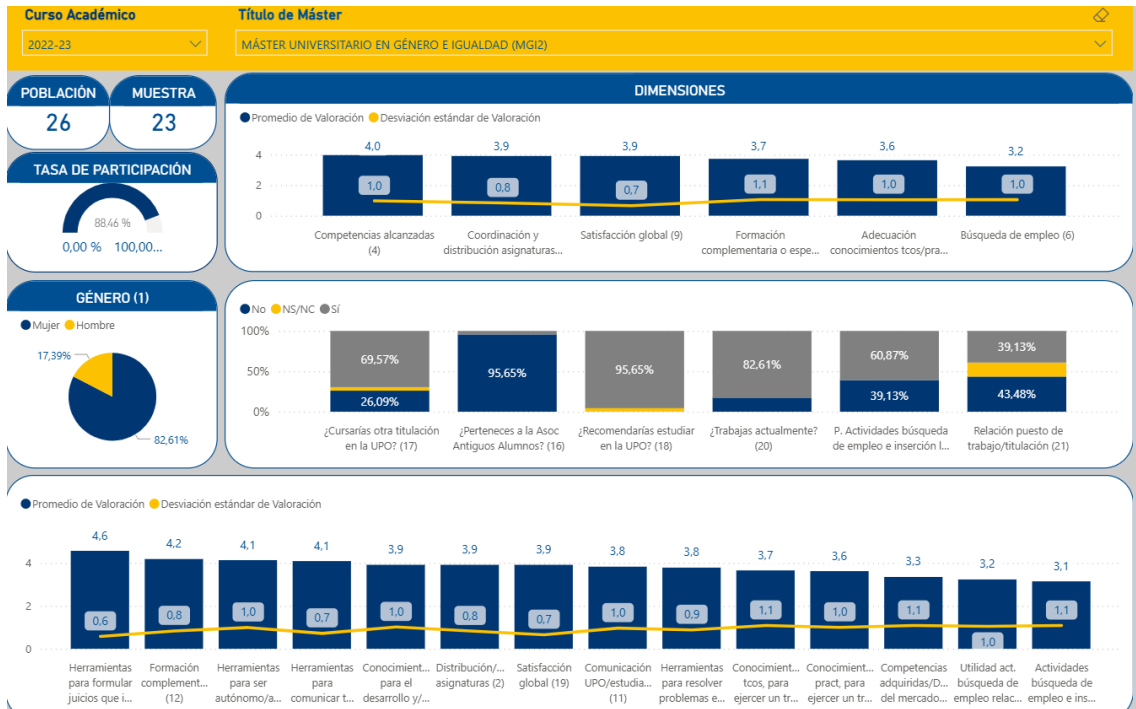 Curso Académico
Título de Máster
2022-23
MÁSTER UNIVERSITARIO EN GÉNERO E IGUALDAD (MGI2)
POBLACIÓN
MUESTRA
26
23
TASA DE PARTICIPACIÓN
88,46 %
0,00 %
100,00...
DIMENSIONES
Promedio de Valoración
Desviación estándar de Valoración
4,0
3,9
3,9
3,7
3,6
3,2
4
2
0
1,0
0,8
0,7
1,1
1,0
1,0
Competencias alcanzadas
(4)
Coordinación y
distribución asignaturas...
Satisfacción global (9)
Formación
complementaria o espe...
Adecuación
conocimientos tcos/pra...
Búsqueda de empleo (6)
GÉNERO (1)
Mujer
Hombre
17,39%
82,61%
No
NS/NC
Sí
100%
50%
0%
69,57%
26,09%
95,65%
95,65%
82,61%
60,87%
39,13%
39,13%
43,48%
¿Cursarías otra titulación
en la UPO? (17)
¿Perteneces a la Asoc
Antiguos Alumnos? (16)
¿Recomendarías estudiar
en la UPO? (18)
¿Trabajas actualmente?
(20)
P. Actividades búsqueda
de empleo e inserción l...
Relación puesto de
trabajo/titulación (21)
Promedio de Valoración
Desviación estándar de Valoración
4,6
4,2
4,1
4,1
3,9
3,9
3,9
3,8
3,8
3,7
3,6
3,3
3,2
3,1
4
2
0
0,6
0,8
1,0
0,7
1,0
0,8
0,7
1,0
0,9
1,1
1,0
1,1
1,0
1,1
Herramientas
para formular
juicios que i...
Formación
complement...
(12)
Herramientas
para ser
autónomo/a...
Herramientas
para
comunicar t...
Conocimient...
para el
desarrollo y/...
Distribución/...
asignaturas (2)
Satisfacción
global (19)
Comunicación
UPO/estudia...
(11)
Herramientas
para resolver
problemas e...
Conocimient...
tcos, para
ejercer un tr...
Conocimient...
pract, para
ejercer un tr...
Competencias
adquiridas/D...
del mercado...
Utilidad act.
búsqueda de
empleo relac...
Actividades
búsqueda de
empleo e ins...